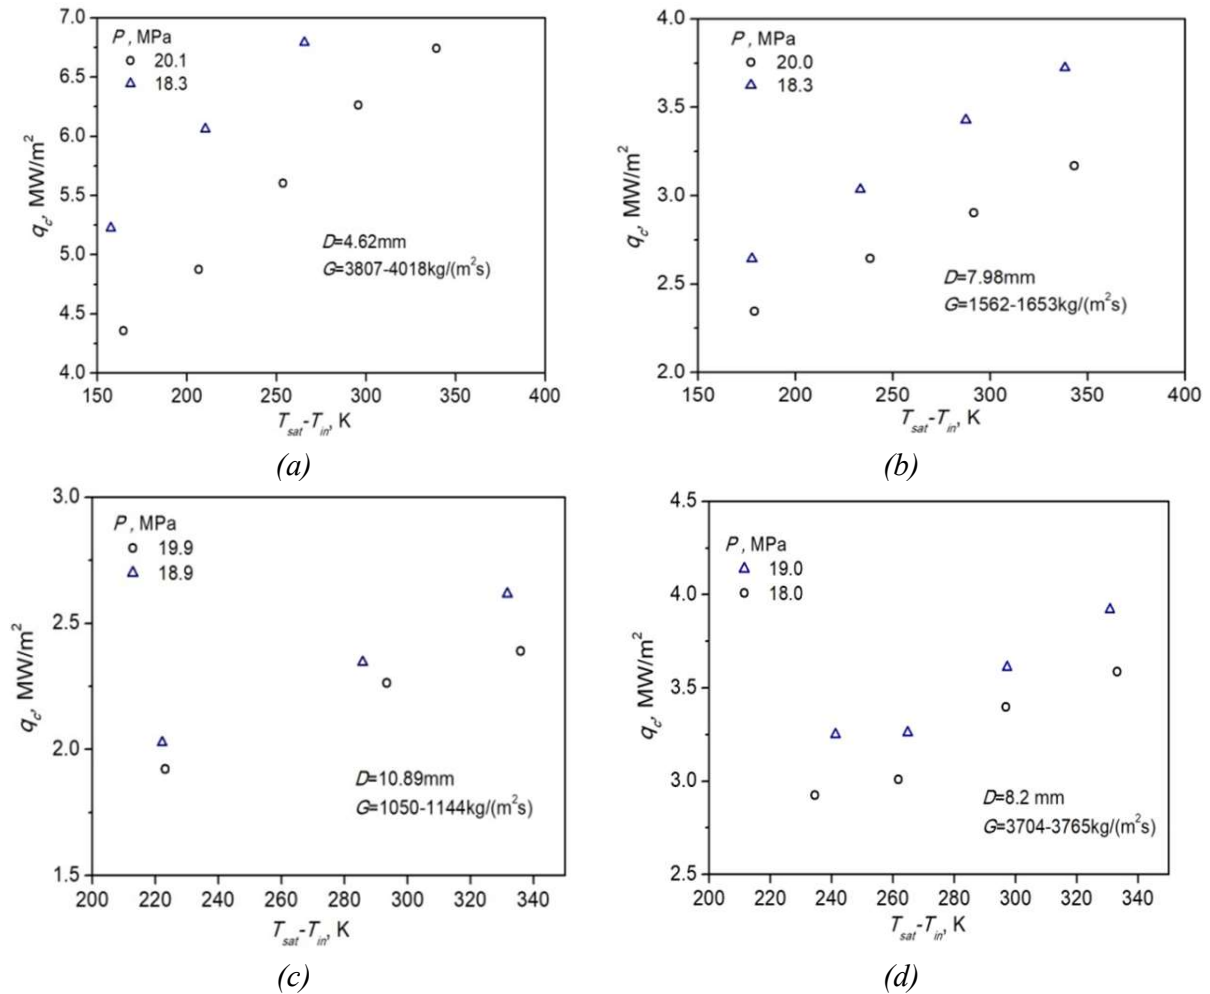 7.0
6.5
6.0
5.5
5.0
4.5
4.0
q_c, MW/m²
P , MPa
20.1
18.3
D=4.62mm
G=3807-4018kg/(m²s)
150 200 250 300 350 400
T_sat-T_in, K
(a)
4.0
3.5
3.0
2.5
2.0
q_c, MW/m²
P, MPa
20.0
18.3
D=7.98mm
G=1562-1653kg/(m²s)
150 200 250 300 350 400
T_sat-T_in, K
(b)
3.0
2.5
2.0
1.5
q_c, MW/m²
P , MPa
19.9
18.9
D=10.89mm
G=1050-1144kg/(m²s)
200 220 240 260 280 300 320 340
T_sat-T_in, K
(c)
4.5
4.0
3.5
3.0
2.5
q_c, MW/m²
P , MPa
19.0
18.0
D=8.2 mm
G=3704-3765kg/(m²s)
200 220 240 260 280 300 320 340
T_sat-T_in, K
(d)